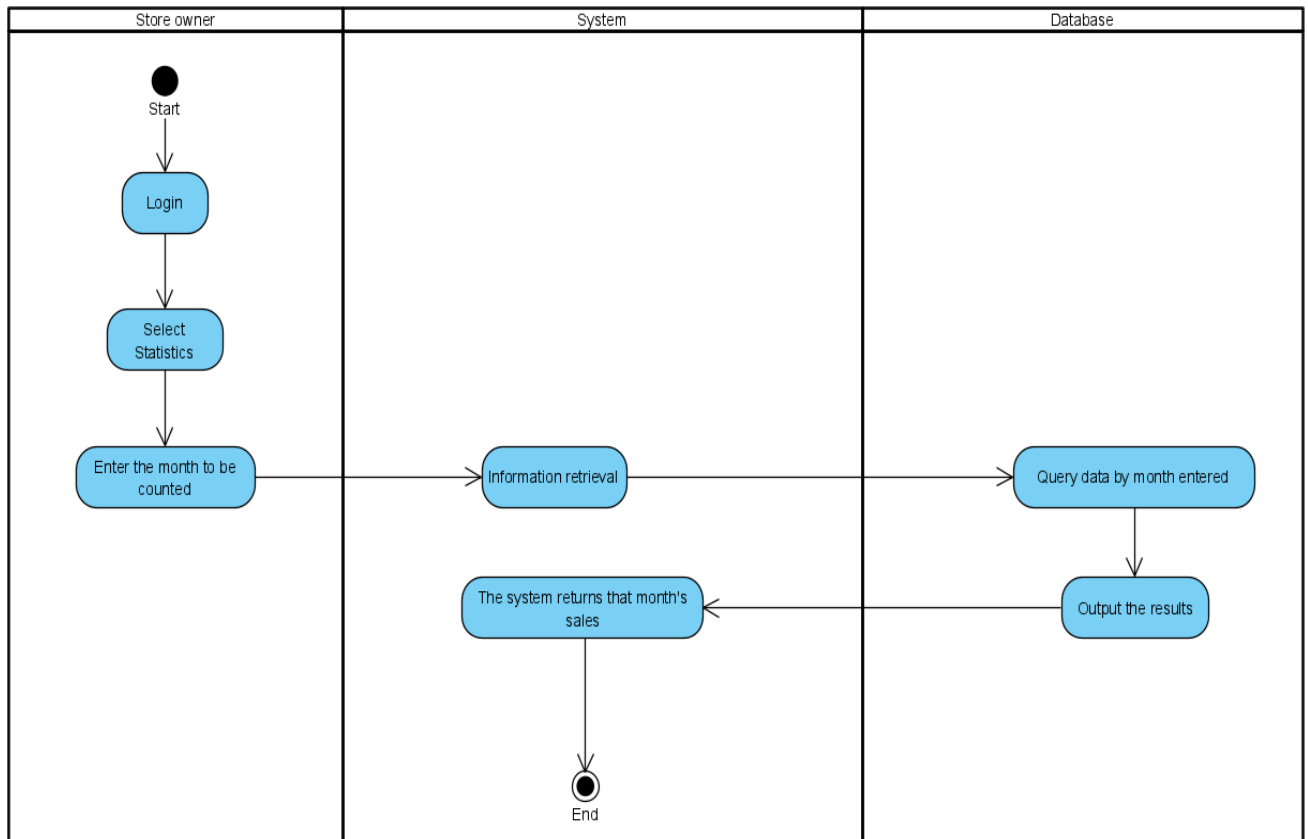 Store owner
System
Database
Start
Login
Select
Statistics
Enter the month to be
counted
Information retrieval
Query data by month entered
The system returns that month's
sales
Output the results
End